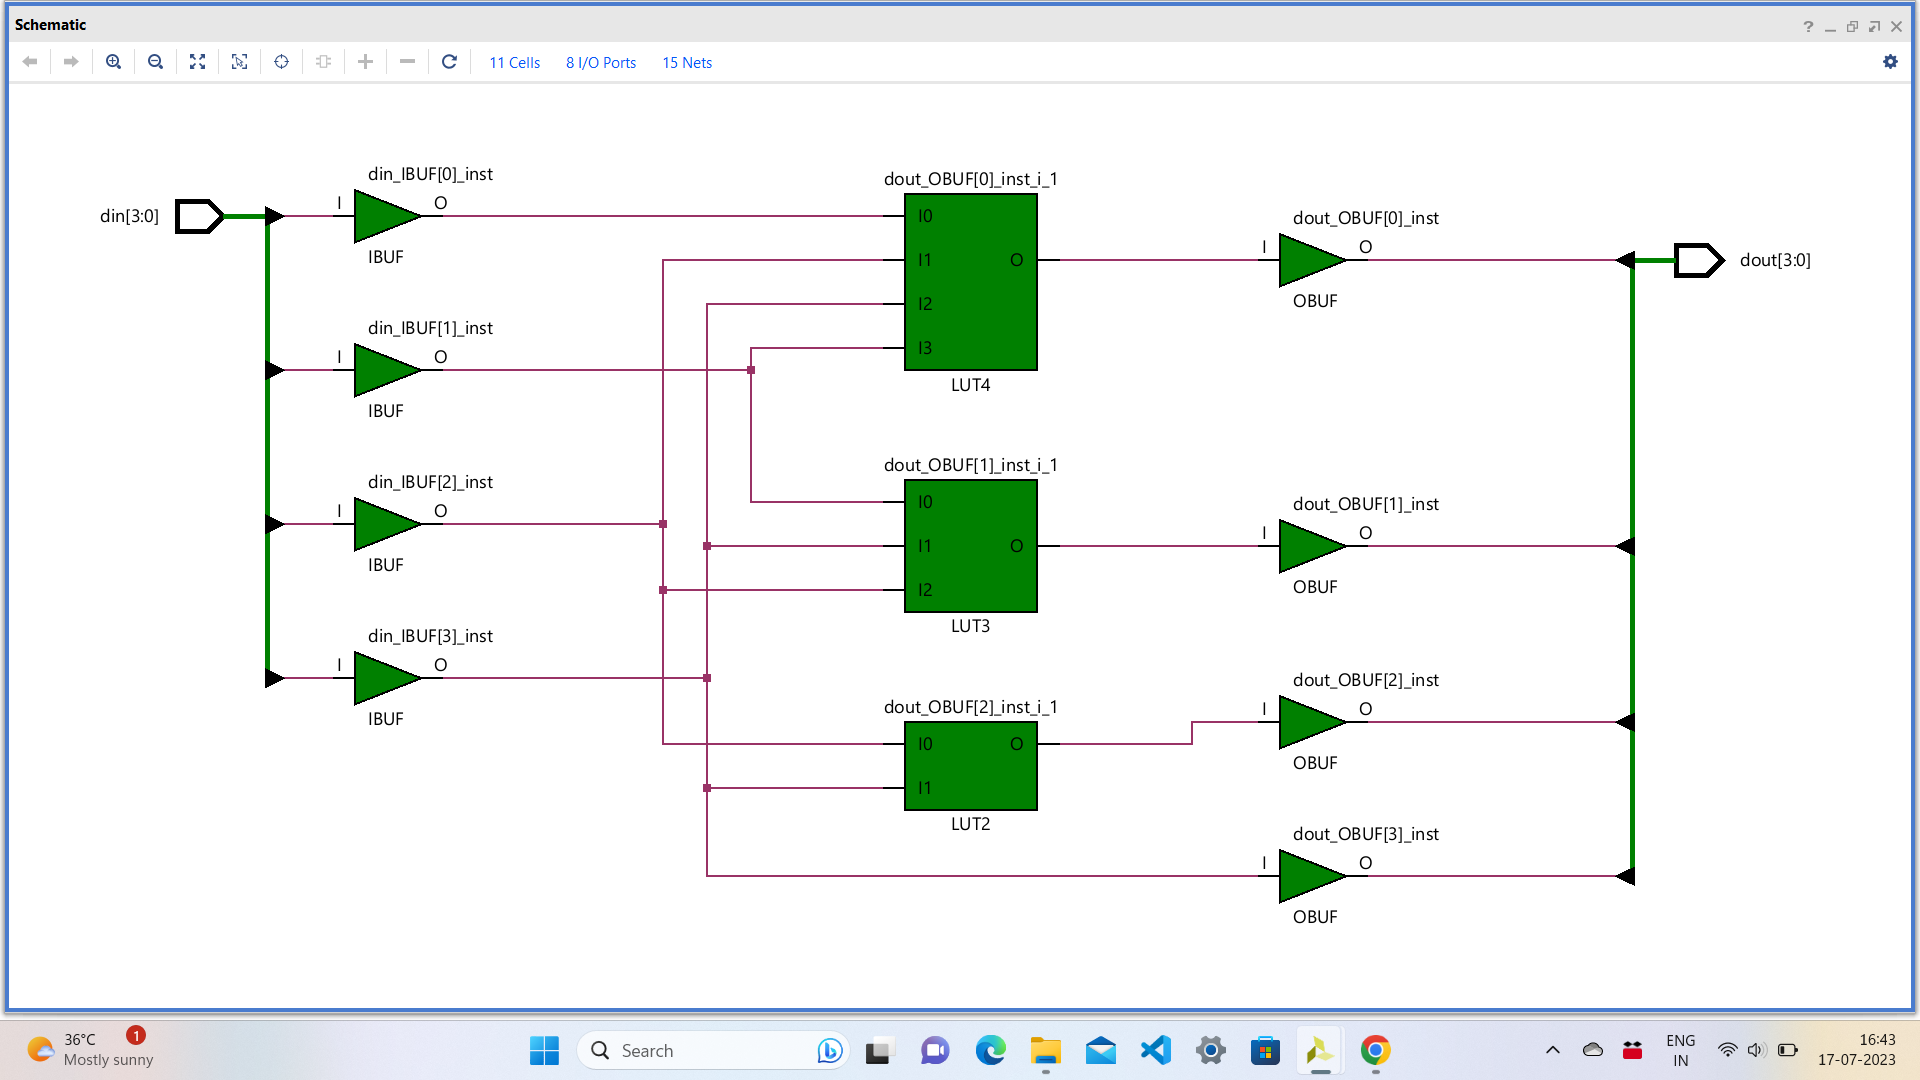 Schematic
11 Cells 8 I/O Ports 15 Nets
din[3:0]
din_IBUF[0]_inst
I O
IBUF
din_IBUF[1]_inst
I O
IBUF
din_IBUF[2]_inst
I O
IBUF
din_IBUF[3]_inst
I O
IBUF
dout_OBUF[0]_inst_i_1
I0
I1 O
I2
I3
LUT4
dout_OBUF[1]_inst_i_1
I0
I1 O
I2
LUT3
dout_OBUF[2]_inst_i_1
I0 O
I1
LUT2
dout_OBUF[0]_inst
I O
OBUF
dout_OBUF[1]_inst
I O
OBUF
dout_OBUF[2]_inst
I O
OBUF
dout_OBUF[3]_inst
I O
OBUF
dout[3:0]
36°C 1
Mostly sunny
Search
ENG
IN
16:43
17-07-2023